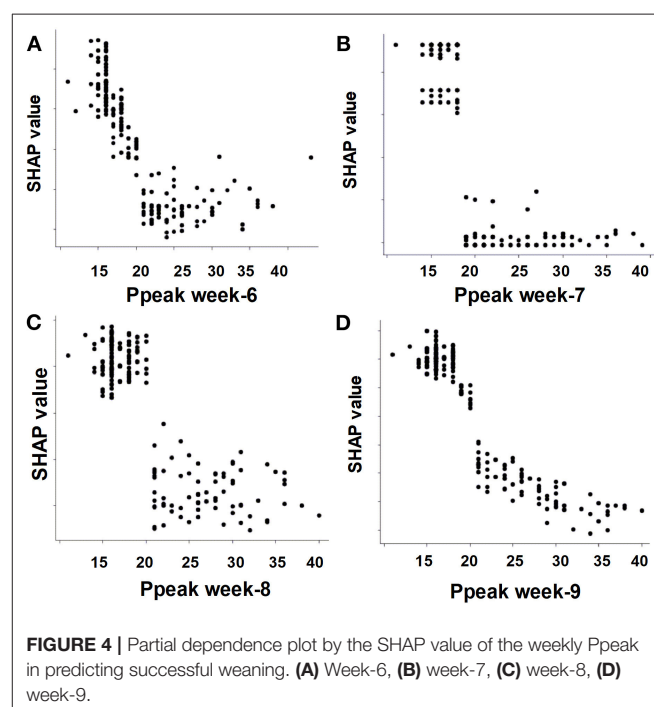 A
SHAP value
15 20 25 30 35 40
Ppeak week-6
B
SHAP value
15 20 25 30 35 40
Ppeak week-7
C
SHAP value
15 20 25 30 35 40
Ppeak week-8
D
SHAP value
15 20 25 30 35 40
Ppeak week-9
FIGURE 4 | Partial dependence plot by the SHAP value of the weekly Ppeak
in predicting successful weaning. (A) Week-6, (B) week-7, (C) week-8, (D)
week-9.